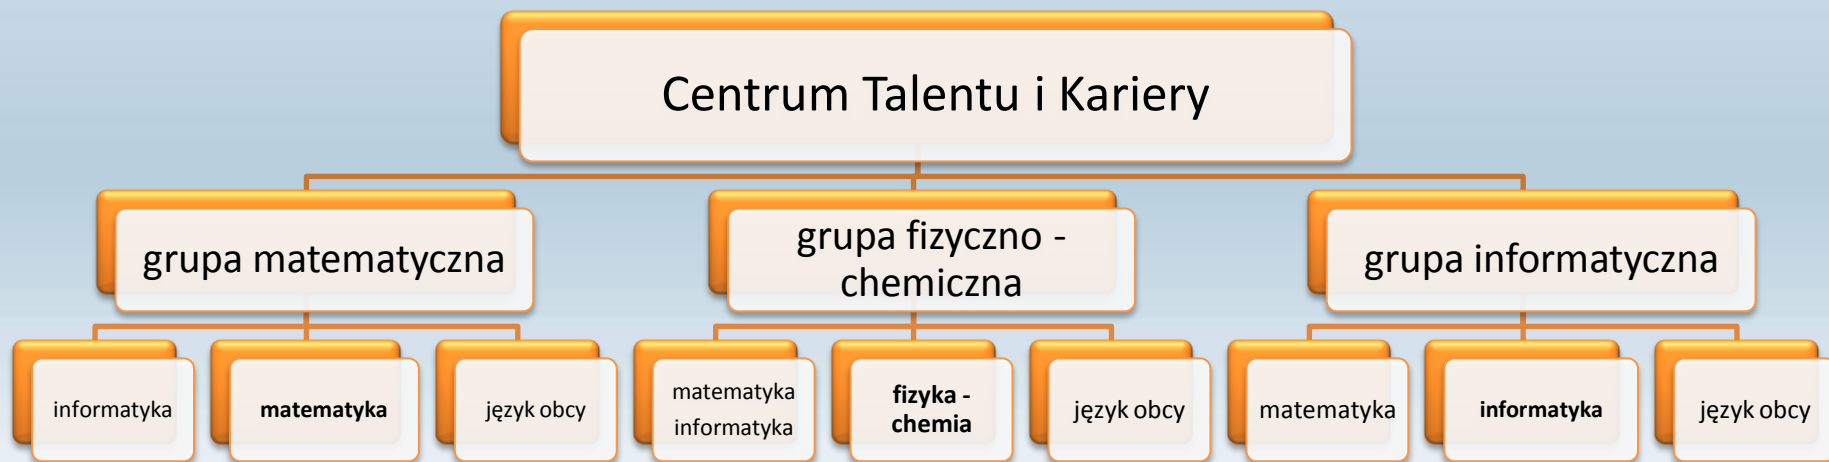 Centrum Talentu i Kariery
grupa matematyczna
grupa fizyczno -
chemiczna
grupa informatyczna
informatyka
matematyka
język obcy
matematyka
informatyka
fizyka -
chemia
język obcy
matematyka
informatyka
język obcy